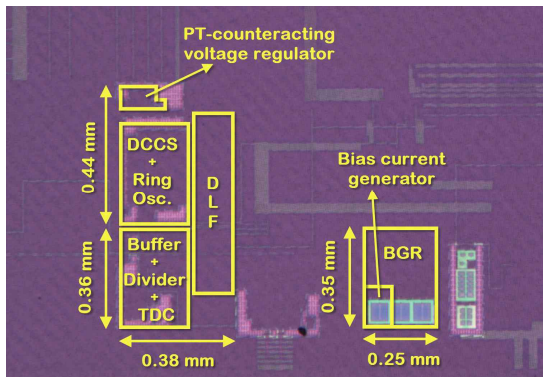 PT-counteracting
voltage regulator
0.44 mm
DCCS
+
Ring
Osc.
D
L
F
Bias current
generator
0.36 mm
Buffer
+
Divider
+
TDC
0.35 mm
BGR
0.38 mm
0.25 mm